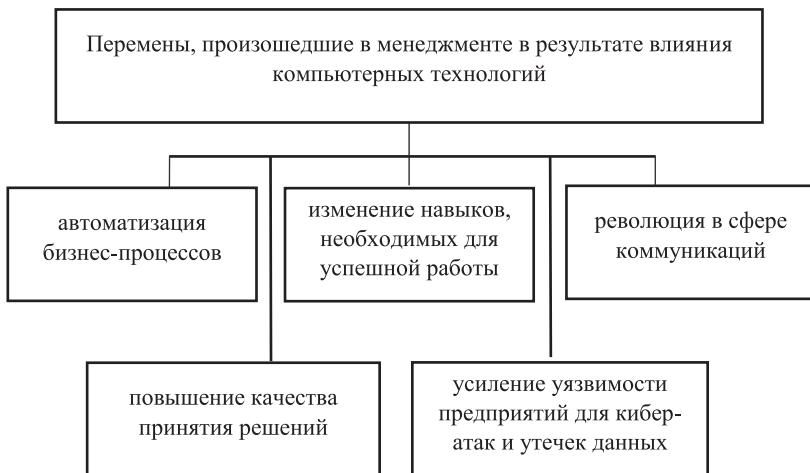 Перемены, произошедшие в менеджменте в результате влияния
компьютерных технологий
автоматизация
бизнес-процессов
изменение навыков,
необходимых для
успешной работы
революция в сфере
коммуникаций
повышение качества
принятия решений
усиление уязвимости
предприятий для кибер-
атак и утечек данных